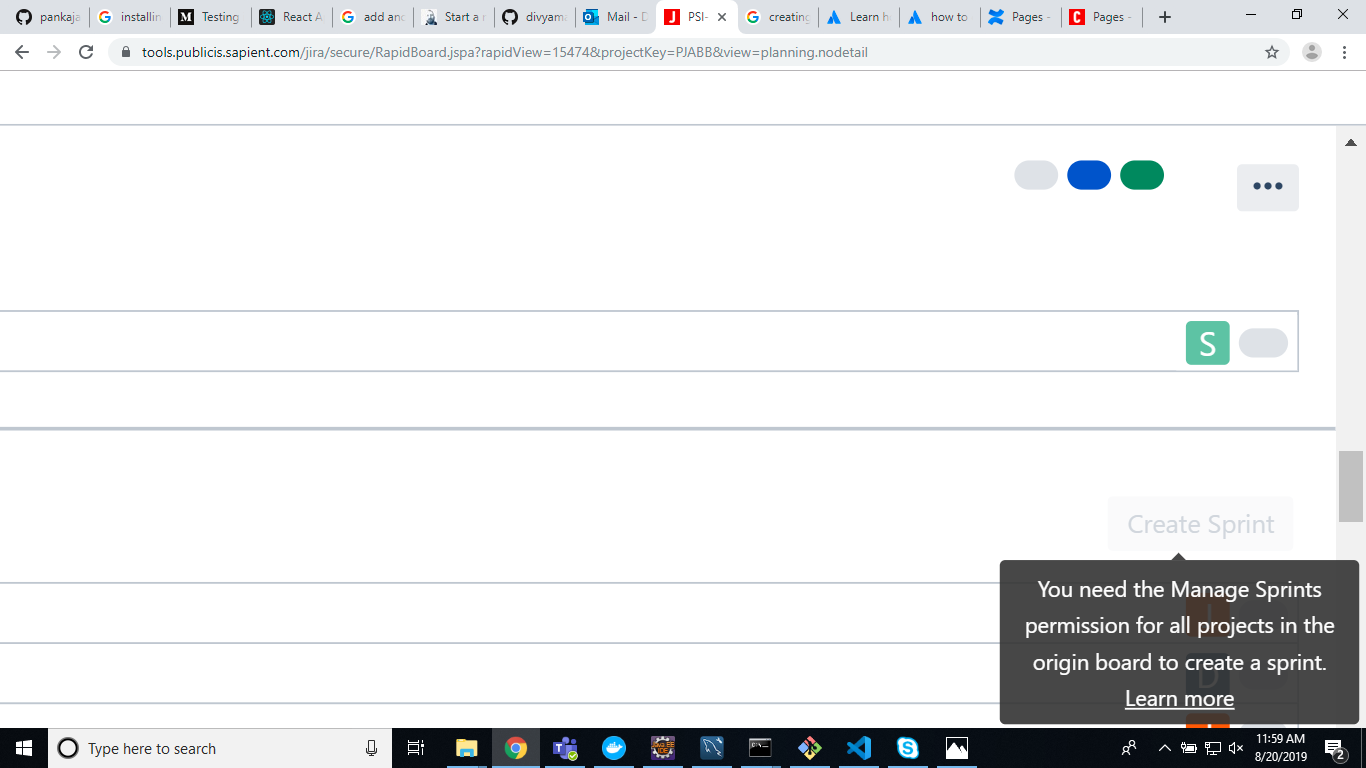 pankaja
installin
Testing
React A
add and
Start a r
divyama
Mail - D
PSI-
creating
Learn h
how to
Pages -
Pages -
tools.publicis.sapient.com/jira/secure/RapidBoard.jspa?rapidView=15474&projectKey=PJABB&view=planning.nodetail
S
Create Sprint
You need the Manage Sprints
permission for all projects in the
origin board to create a sprint.
Learn more
D
Type here to search
11:59 AM
8/20/2019
2